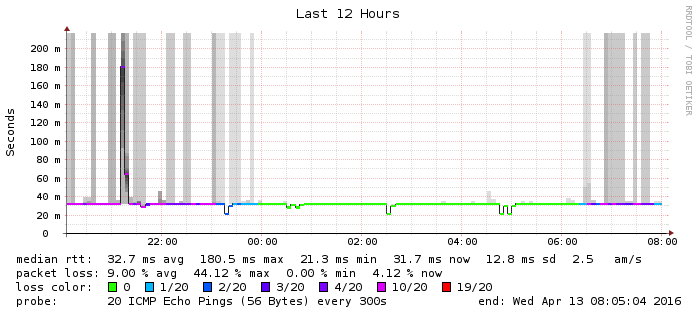 Last 12 Hours
RRDTOOL / TOBI OETIKER
Seconds
200 m
180 m
160 m
140 m
120 m
100 m
80 m
60 m
40 m
20 m
0
22:00 00:00 02:00 04:00 06:00 08:00
median rtt: 32.7 ms avg 180.5 ms max 21.3 ms min 31.7 ms now 12.8 ms sd 2.5 am/s
packet loss: 9.00 % avg 44.12 % max 0.00 % min 4.12 % now
loss color: 0 1/20 2/20 3/20 4/20 10/20 19/20
probe: 20 ICMP Echo Pings (56 Bytes) every 300s end: Wed Apr 13 08:05:04 2016